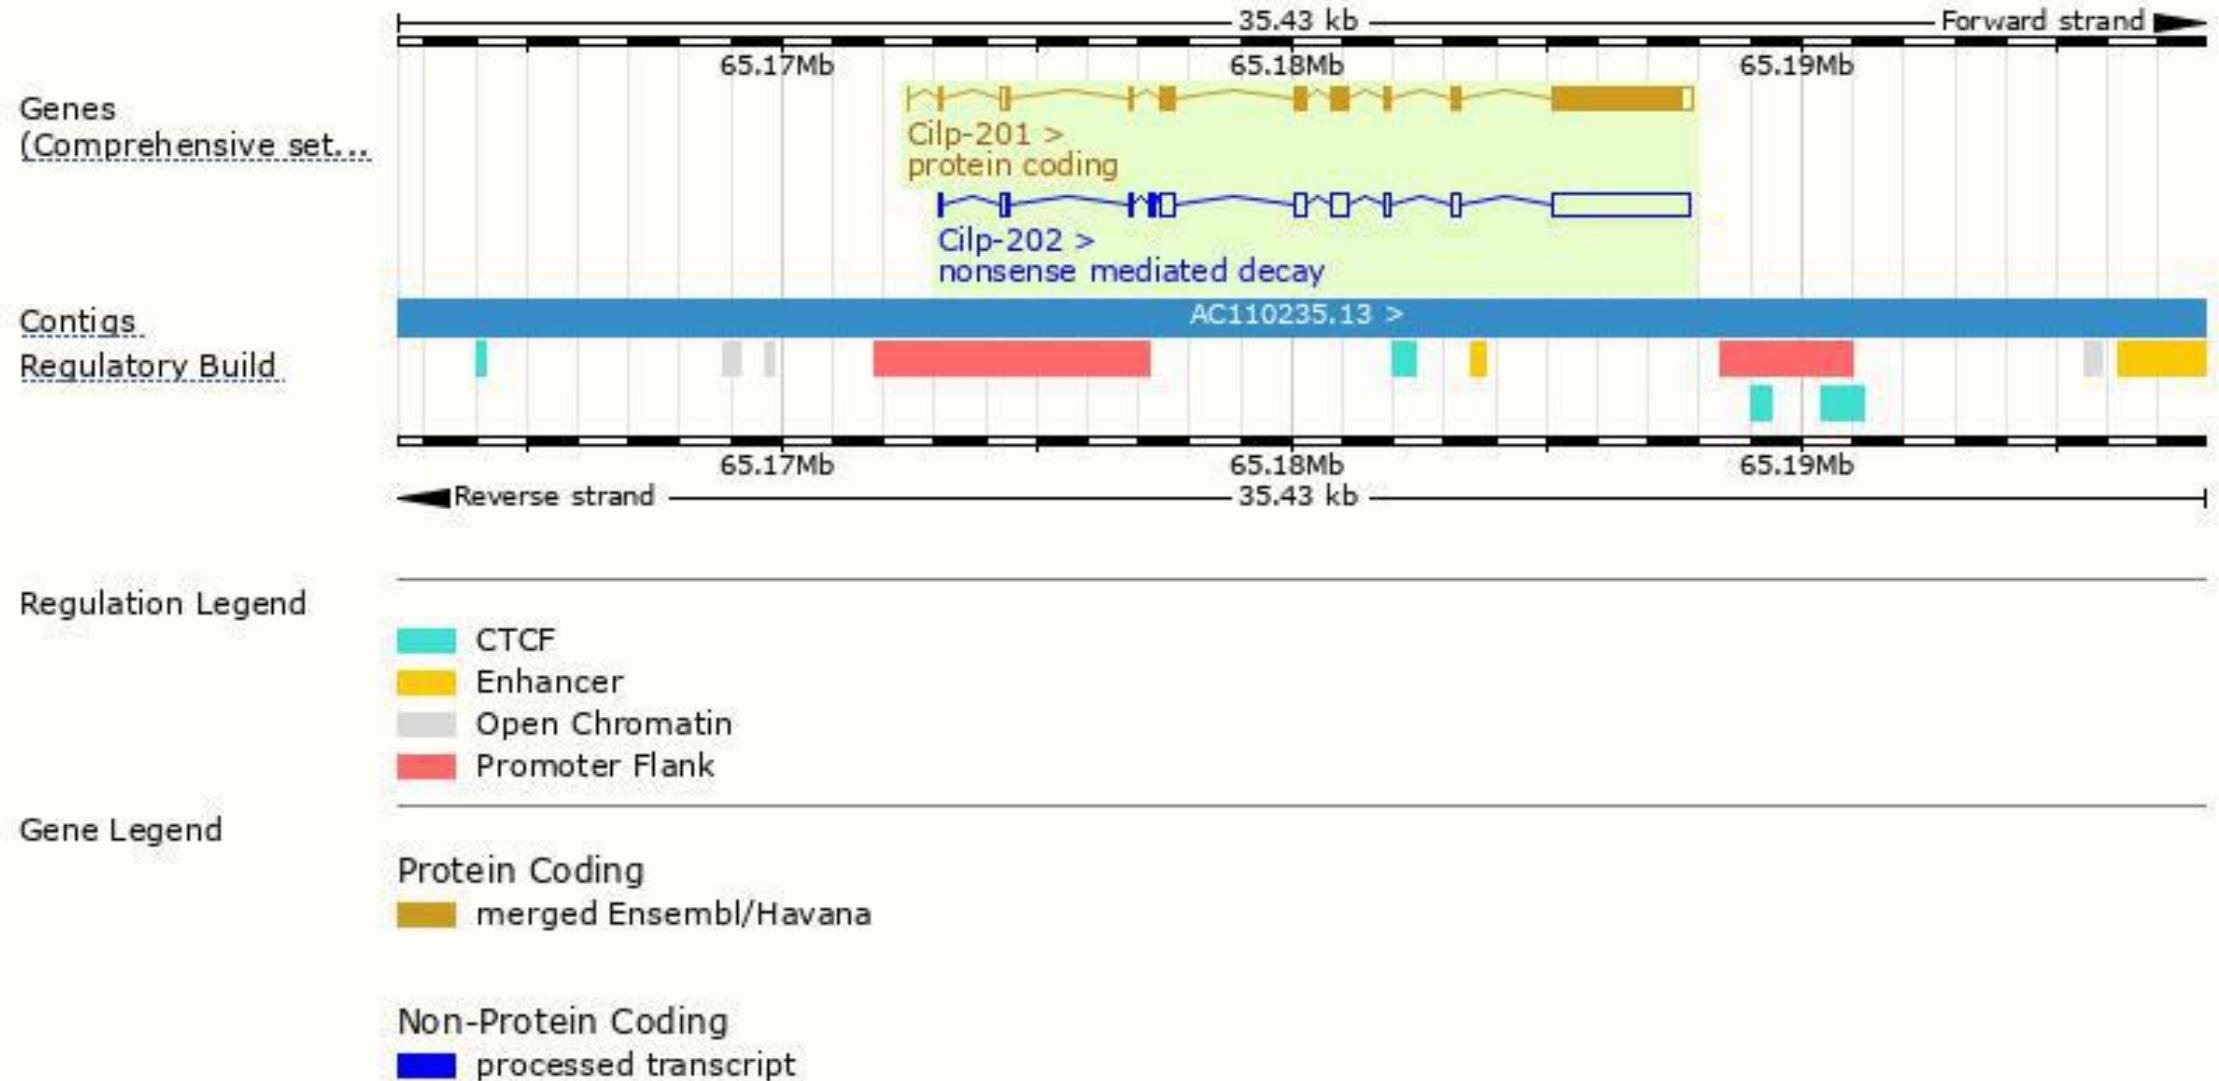 35.43 kb Forward strand
65.17Mb 65.18Mb 65.19Mb
Genes
(Comprehensive set...
Cilp-201 >
protein coding
Cilp-202 >
nonsense mediated decay
Contigs
AC110235.13 >
Regulatory Build
65.17Mb 65.18Mb 65.19Mb
Reverse strand 35.43 kb
Regulation Legend
CTCF
Enhancer
Open Chromatin
Promoter Flank
Gene Legend
Protein Coding
merged Ensembl/Havana
Non-Protein Coding
processed transcript